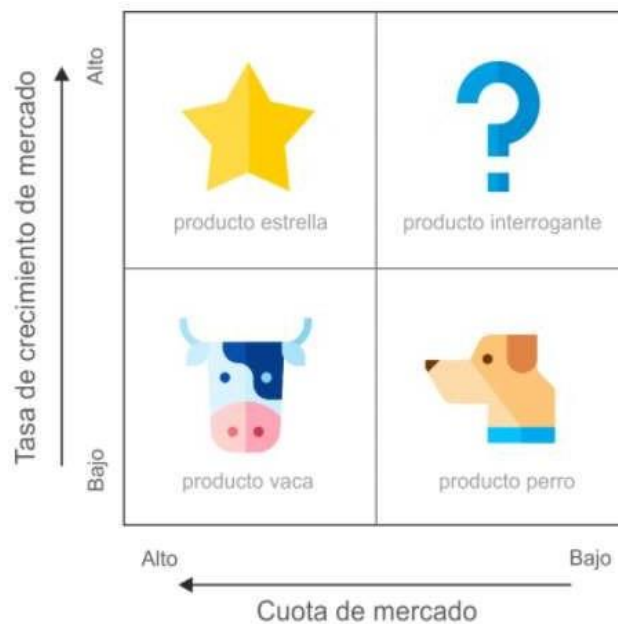 Tasa de crecimiento de mercado
Alto
Bajo
producto estrella
producto interrogante
producto vaca
producto perro
Alto
Bajo
Cuota de mercado